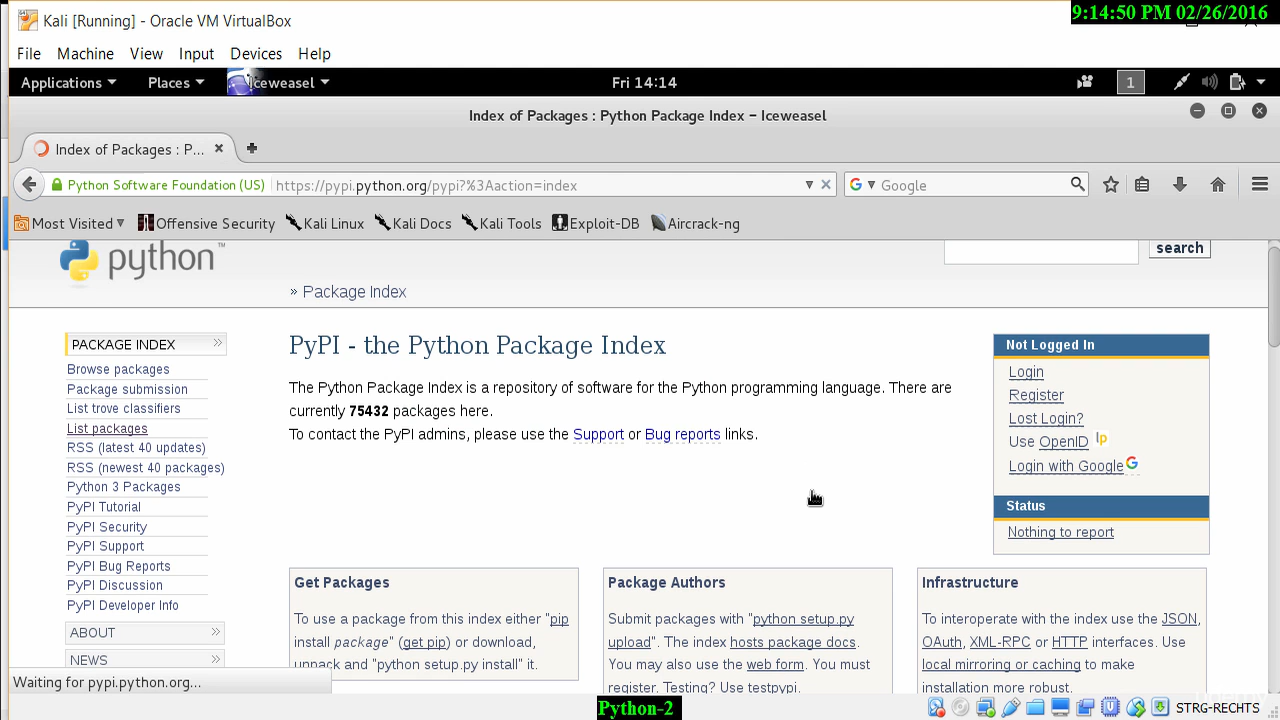 Kali [Running] - Oracle VM VirtualBox
9:14:50 PM 02/26/2016
File Machine View Input Devices Help
Applications Places Iceweasel Fri 14:14 1
Index of Packages : Python Package Index - Iceweasel
Index of Packages : P...
Python Software Foundation (US) https://pypi.python.org/pypi?%3Aaction=index Google
Most Visited Offensive Security Kali Linux Kali Docs Kali Tools Exploit-DB Aircrack-ng
python™
search
» Package Index
PACKAGE INDEX »
Browse packages
Package submission
List trove classifiers
List packages
RSS (latest 40 updates)
RSS (newest 40 packages)
Python 3 Packages
PyPI Tutorial
PyPI Security
PyPI Support
PyPI Bug Reports
PyPI Discussion
PyPI Developer Info
ABOUT »
NEWS »
PyPI - the Python Package Index
The Python Package Index is a repository of software for the Python programming language. There are
currently 75432 packages here.
To contact the PyPI admins, please use the Support or Bug reports links.
Not Logged In
Login
Register
Lost Login?
Use OpenID lp
Login with Google G
Status
Nothing to report
Get Packages
To use a package from this index either "pip
install package" (get pip) or download,
unpack and "python setup.py install" it.
Package Authors
Submit packages with "python setup.py
upload". The index hosts package docs.
You may also use the web form. You must
register. Testing? Use testpypi.
Infrastructure
To interoperate with the index use the JSON,
OAuth, XML-RPC or HTTP interfaces. Use
local mirroring or caching to make
installation more robust.
Waiting for pypi.python.org...
Python-2
STRG-RECHTS